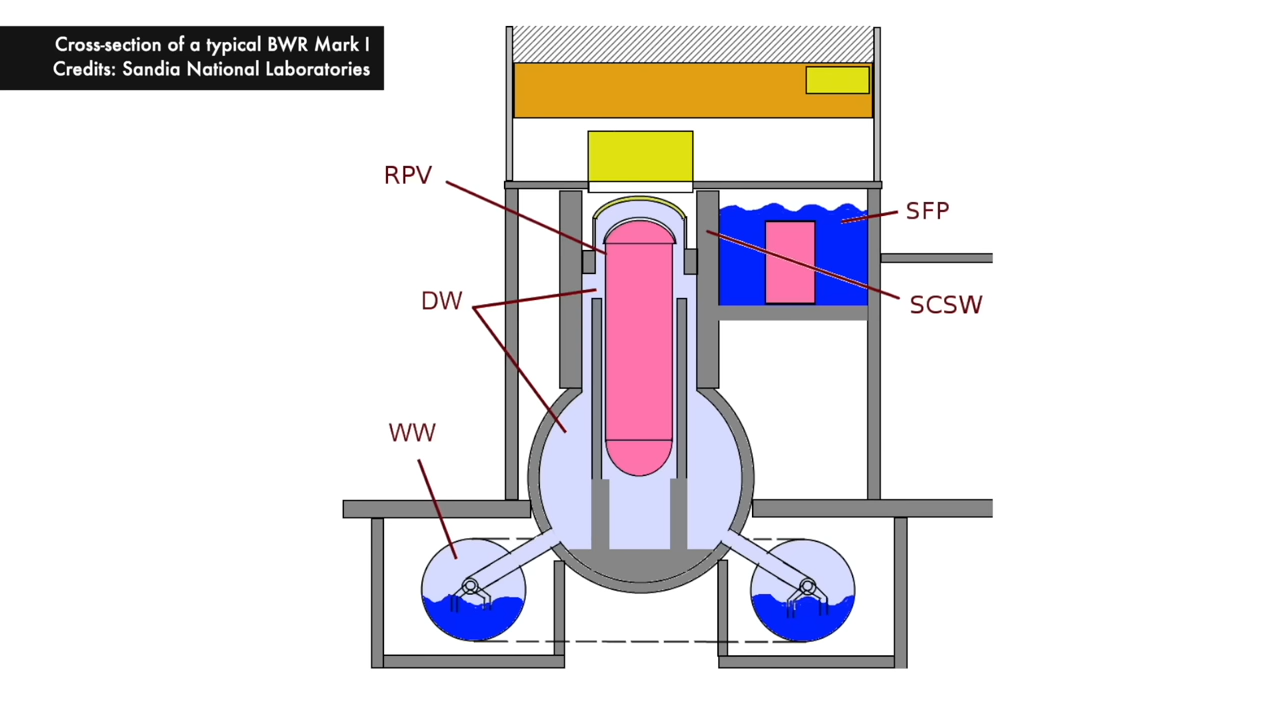 Cross-section of a typical BWR Mark I
Credits: Sandia National Laboratories
RPV
SFP
DW
SCSW
WW